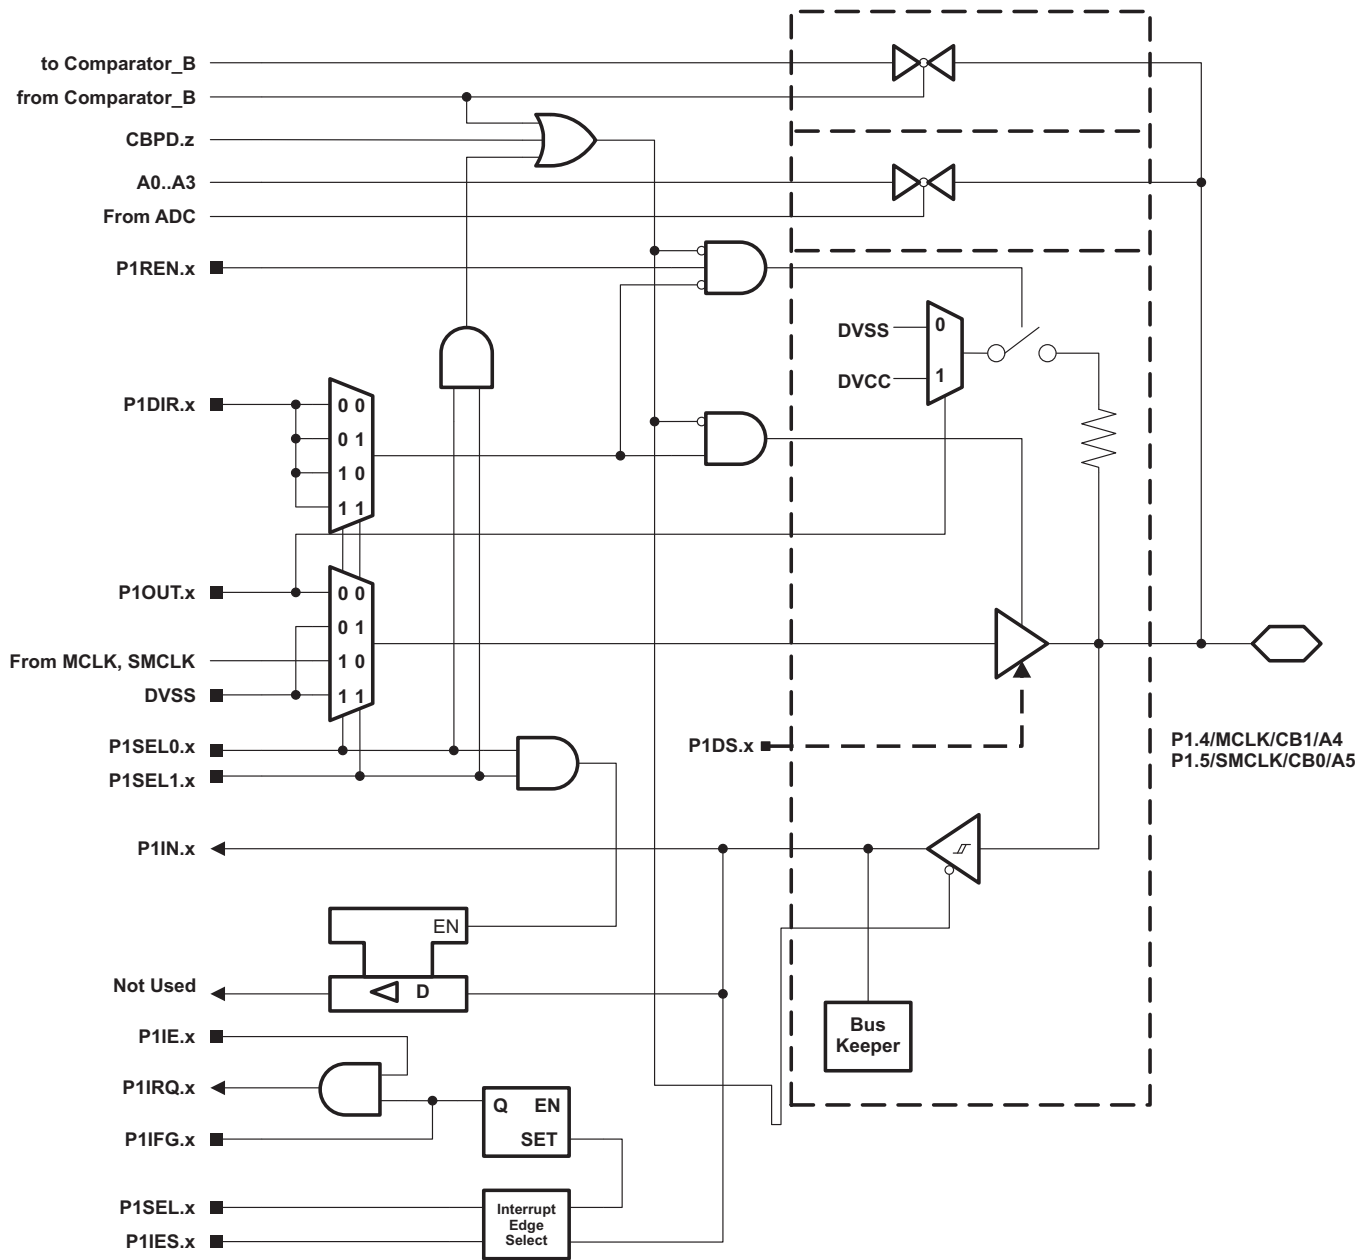 to Comparator_B
from Comparator_B
CBPD.z
A0..A3
From ADC
P1REN.x
DVSS
0
DVCC
1
P1DIR.x
0 0
0 1
1 0
1 1
P1OUT.x
0 0
0 1
From MCLK, SMCLK
1 0
DVSS
1 1
P1SEL0.x
P1SEL1.x
P1DS.x
P1.4/MCLK/CB1/A4
P1.5/SMCLK/CB0/A5
P1IN.x
EN
Not Used
D
Bus
Keeper
P1IE.x
P1IRQ.x
Q EN
SET
P1IFG.x
P1SEL.x
P1IES.x
Interrupt
Edge
Select